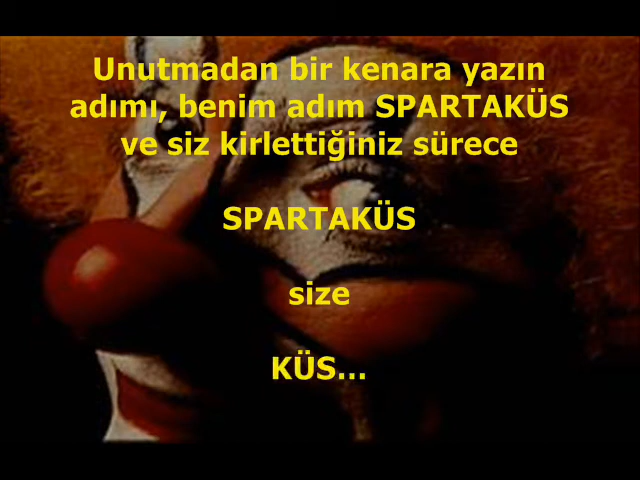 Unutmadan bir kenara yazın
adımı, benim adım SPARTAKÜS
ve siz kirlettiğiniz sürece
SPARTAKÜS
size
KÜS...